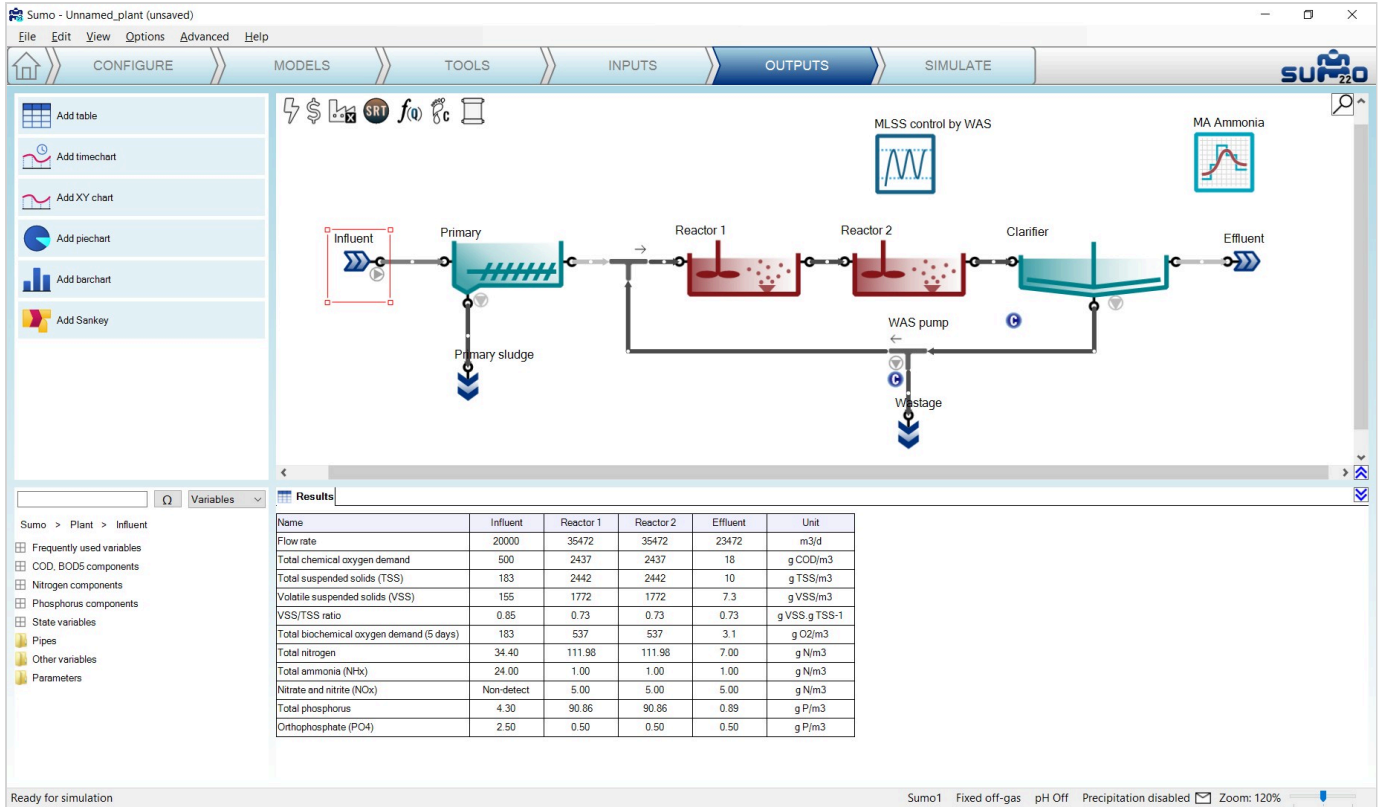 Sumo - Unnamed_plant (unsaved)
File Edit View Options Advanced Help
CONFIGURE MODELS TOOLS INPUTS OUTPUTS SIMULATE
SUMO 22
Add table
Add timechart
Add XY chart
Add piechart
Add barchart
Add Sankey
$ SRT f(Q) C
MLSS control by WAS
MA Ammonia
Influent
Primary
Reactor 1
Reactor 2
Clarifier
Effluent
WAS pump
C
Primary sludge
C
Wastage
Ω Variables
Sumo > Plant > Influent
Frequently used variables
COD, BOD5 components
Nitrogen components
Phosphorus components
State variables
Pipes
Other variables
Parameters
Results
Name Influent Reactor 1 Reactor 2 Effluent Unit
Flow rate 20000 35472 35472 23472 m3/d
Total chemical oxygen demand 500 2437 2437 18 g COD/m3
Total suspended solids (TSS) 183 2442 2442 10 g TSS/m3
Volatile suspended solids (VSS) 155 1772 1772 7.3 g VSS/m3
VSS/TSS ratio 0.85 0.73 0.73 0.73 g VSS.g TSS-1
Total biochemical oxygen demand (5 days) 183 537 537 3.1 g O2/m3
Total nitrogen 34.40 111.98 111.98 7.00 g N/m3
Total ammonia (NHx) 24.00 1.00 1.00 1.00 g N/m3
Nitrate and nitrite (NOx) Non-detect 5.00 5.00 5.00 g N/m3
Total phosphorus 4.30 90.86 90.86 0.89 g P/m3
Orthophosphate (PO4) 2.50 0.50 0.50 0.50 g P/m3
Ready for simulation
Sumo1 Fixed off-gas pH Off Precipitation disabled Zoom: 120%